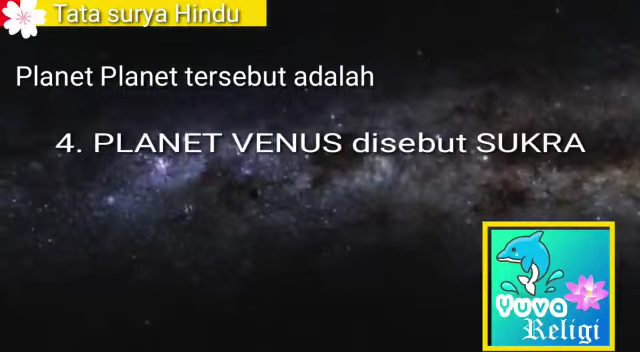 Tata surya Hindu
Planet Planet tersebut adalah
4. PLANET VENUS disebut SUKRA
Yuva
Religi